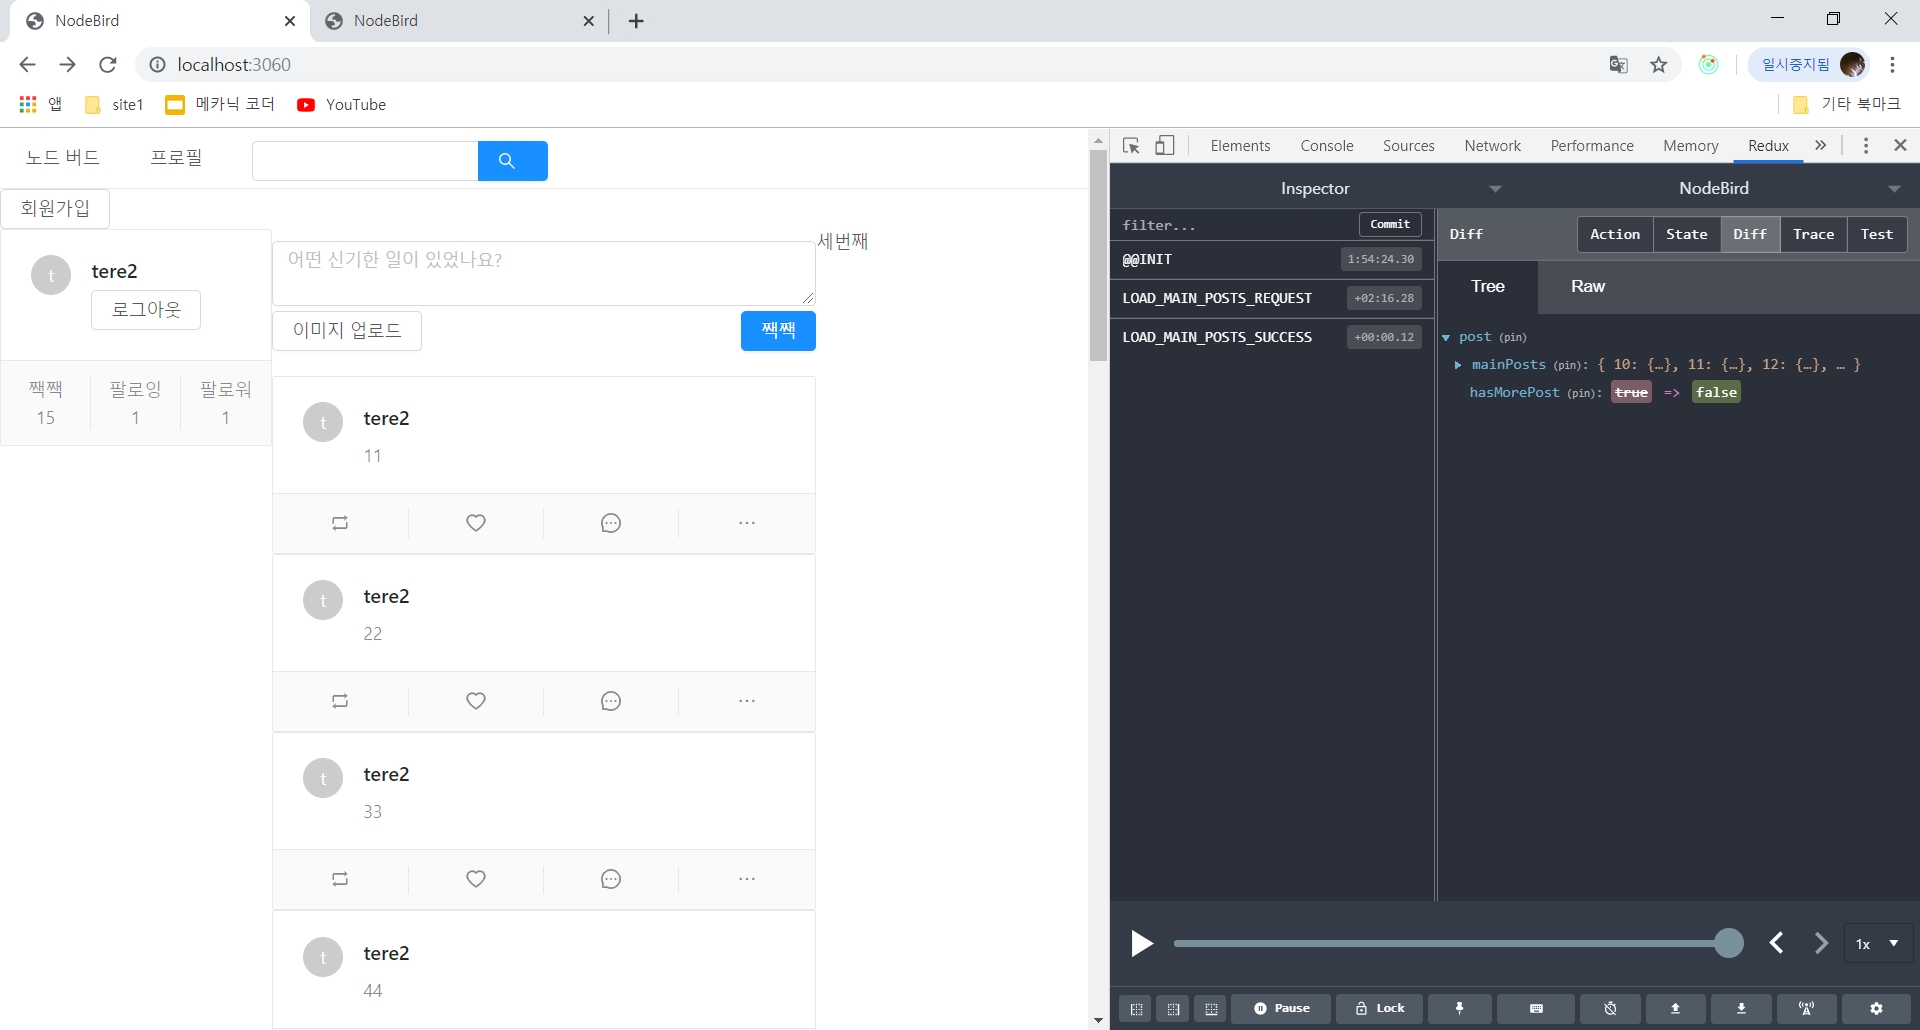 NodeBird
NodeBird
localhost:3060
일시중지됨
앱
site1
메카닉 코더
YouTube
기타 북마크
노드 버드
프로필
회원가입
t
tere2
로그아웃
짹짹
15
팔로잉
1
팔로워
1
어떤 신기한 일이 있었나요?
이미지 업로드
짹짹
세번째
t
tere2
11
t
tere2
22
t
tere2
33
t
tere2
44
Elements Console Sources Network Performance Memory Redux »
Inspector
NodeBird
filter...
Commit
@@INIT
1:54:24.30
LOAD_MAIN_POSTS_REQUEST
+02:16.28
LOAD_MAIN_POSTS_SUCCESS
+00:00.12
Diff
Action State Diff Trace Test
Tree Raw
post (pin)
mainPosts (pin): { 10: {…}, 11: {…}, 12: {…}, … }
hasMorePost (pin): true => false
1x
Pause
Lock